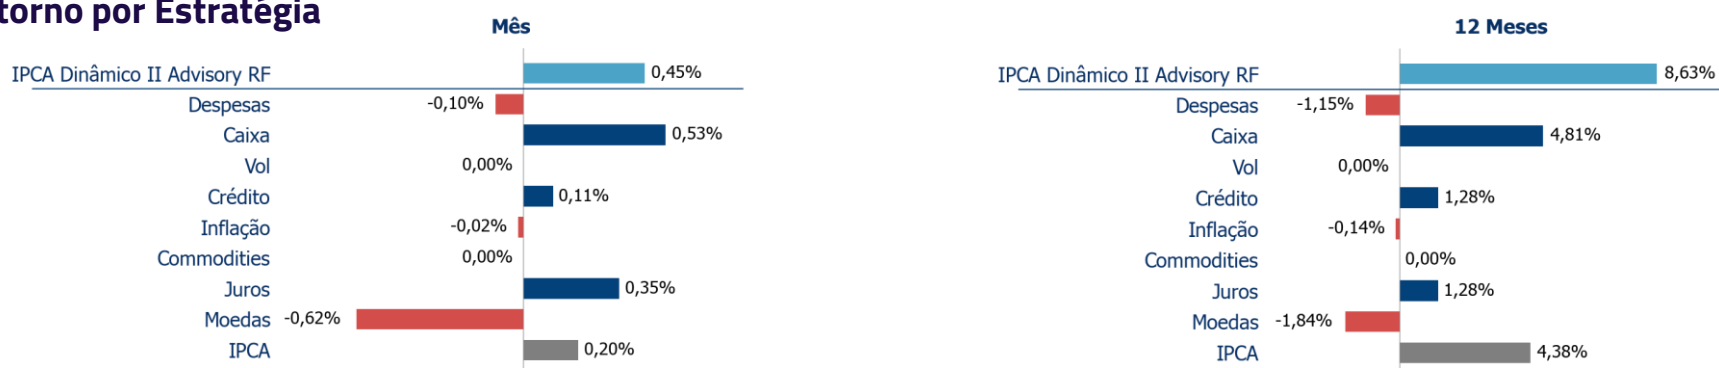 torno por Estratégia
Mês
IPCA Dinâmico II Advisory RF 0,45%
Despesas -0,10%
Caixa 0,53%
Vol 0,00%
Crédito 0,11%
Inflação -0,02%
Commodities 0,00%
Juros 0,35%
Moedas -0,62%
IPCA 0,20%
12 Meses
IPCA Dinâmico II Advisory RF 8,63%
Despesas -1,15%
Caixa 4,81%
Vol 0,00%
Crédito 1,28%
Inflação -0,14%
Commodities 0,00%
Juros 1,28%
Moedas -1,84%
IPCA 4,38%